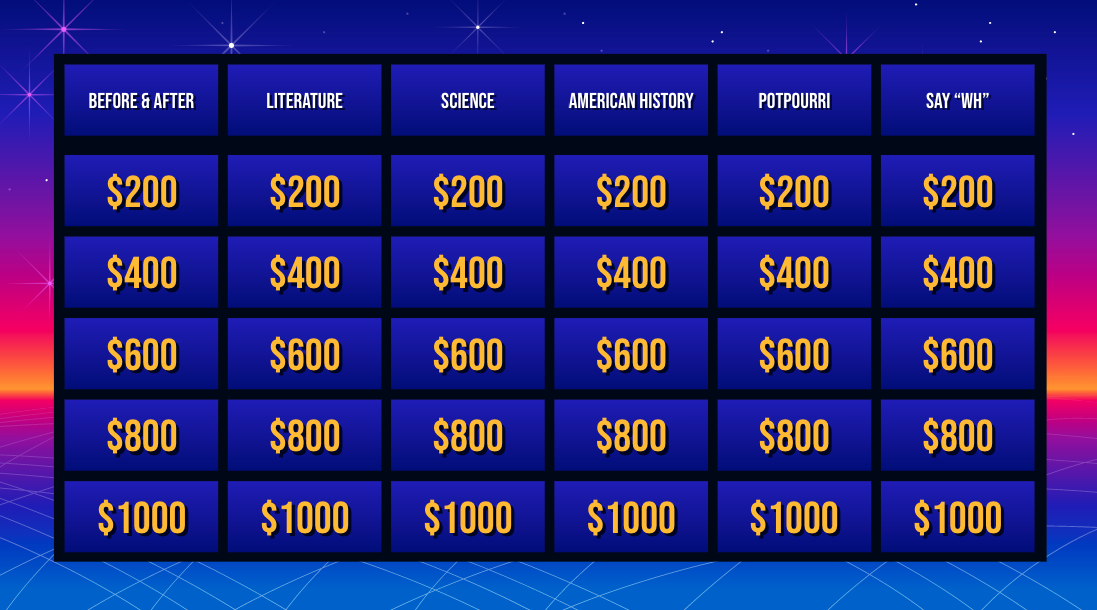 BEFORE & AFTER LITERATURE SCIENCE AMERICAN HISTORY POTPOURRI SAY “WH”
$200 $200 $200 $200 $200 $200
$400 $400 $400 $400 $400 $400
$600 $600 $600 $600 $600 $600
$800 $800 $800 $800 $800 $800
$1000 $1000 $1000 $1000 $1000 $1000